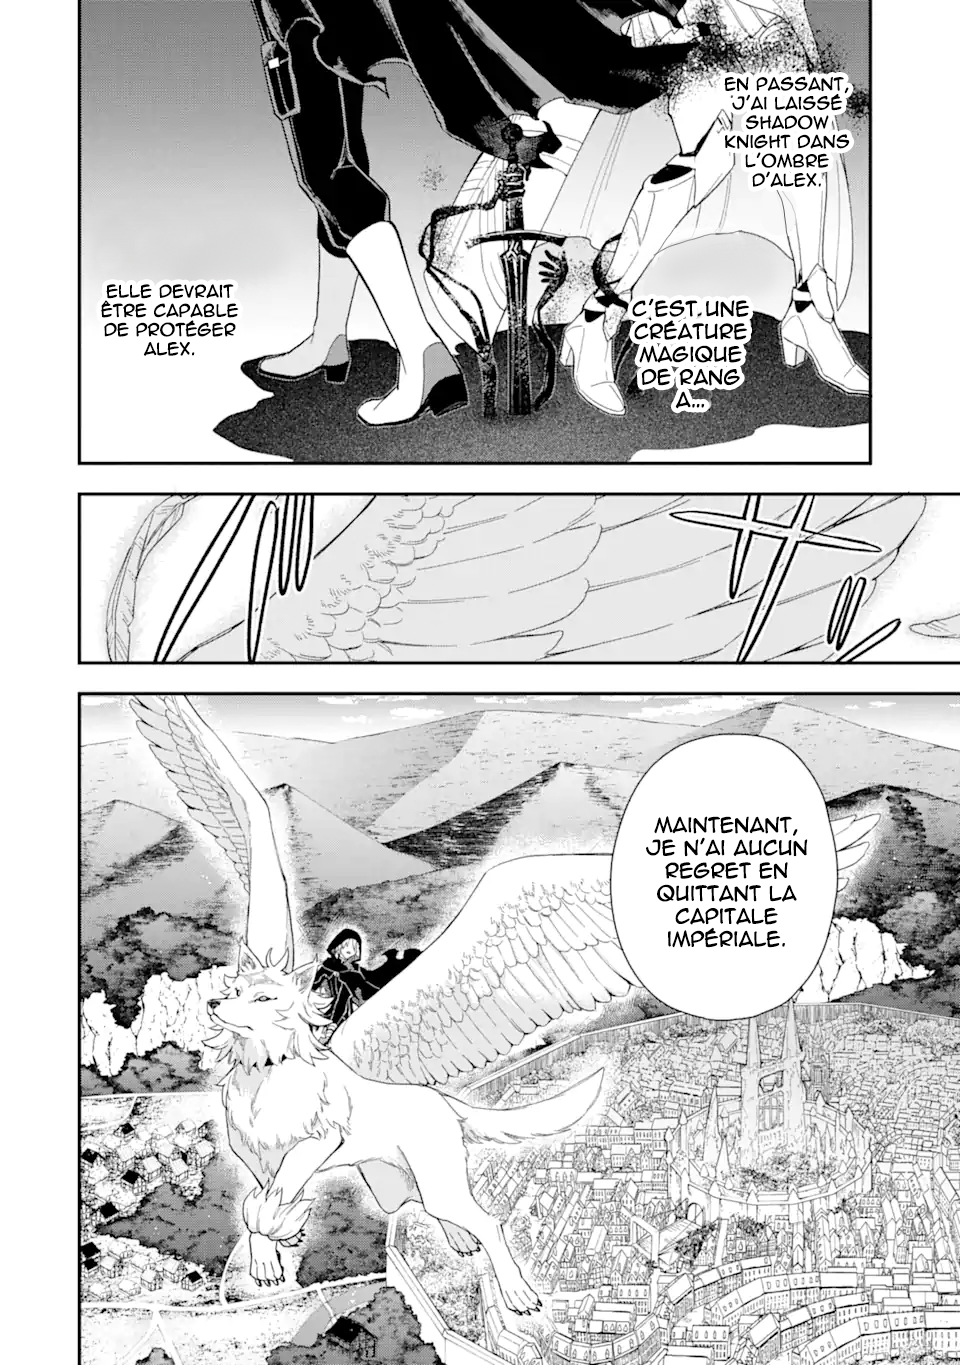 EN PASSANT,
J'AI LAISSÉ
SHADOW
KNIGHT DANS
L'OMBRE
D'ALEX.
C'EST UNE
CRÉATURE
MAGIQUE
DE RANG
A...
ELLE DEVRAIT
ÊTRE CAPABLE
DE PROTÉGER
ALEX.
MAINTENANT,
JE N'AI AUCUN
REGRET EN
QUITTANT LA
CAPITALE
IMPÉRIALE.